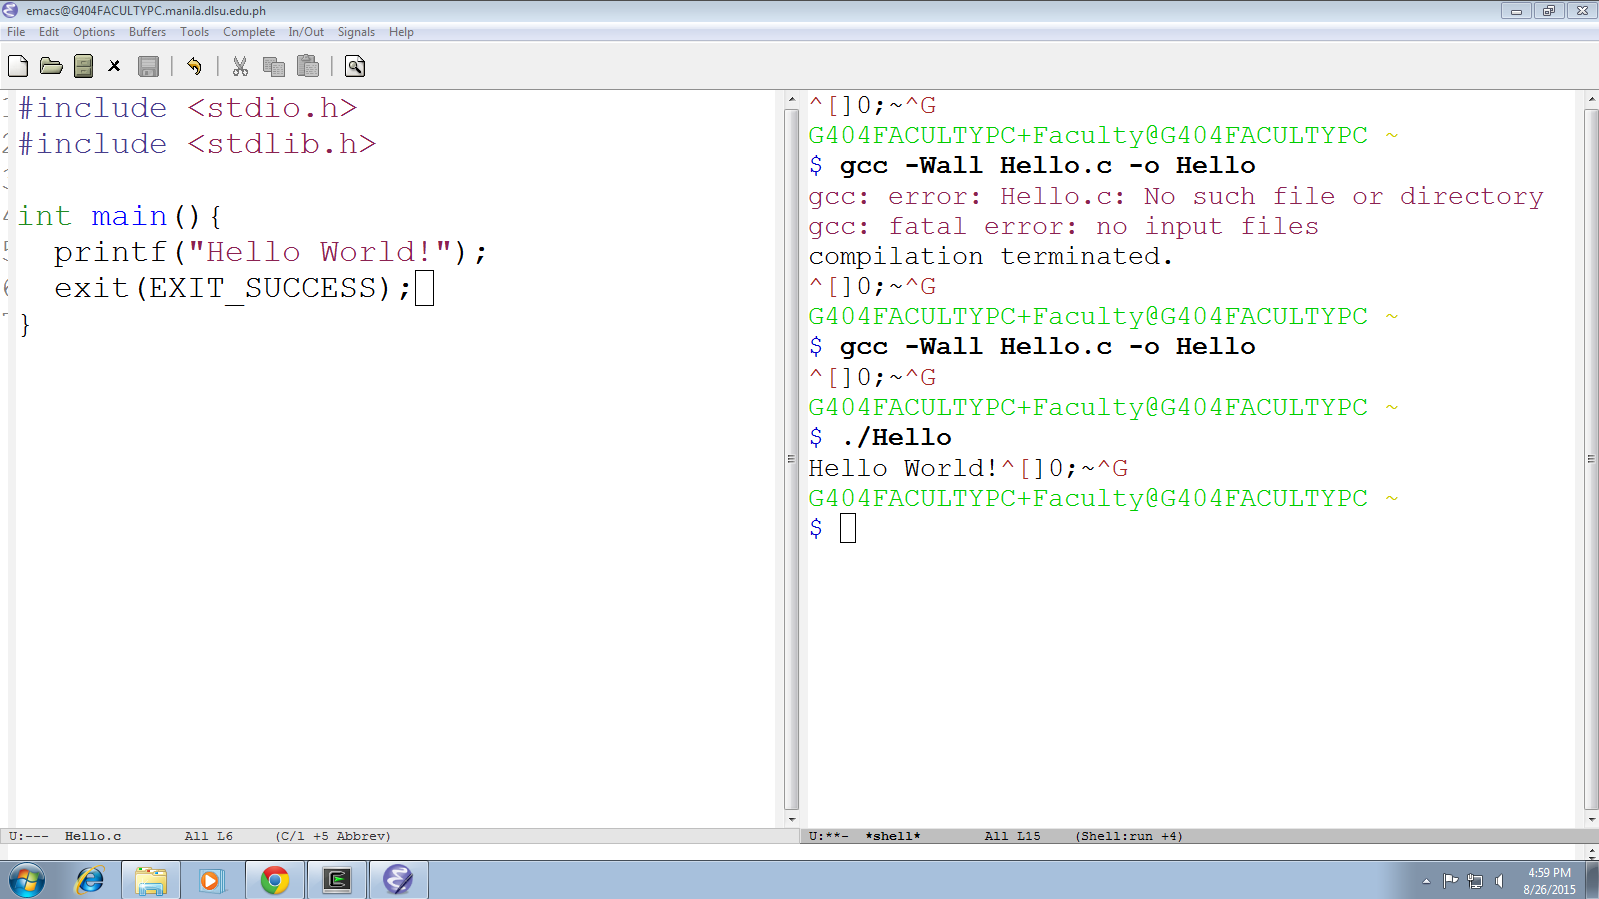 emacs@G404FACULTYPC.manila.dlsu.edu.ph
File Edit Options Buffers Tools Complete In/Out Signals Help
#include <stdio.h>
#include <stdlib.h>
int main(){
printf("Hello World!");
exit(EXIT_SUCCESS);
}
^[]0;~^G
G404FACULTYPC+Faculty@G404FACULTYPC ~
$ gcc -Wall Hello.c -o Hello
gcc: error: Hello.c: No such file or directory
gcc: fatal error: no input files
compilation terminated.
^[]0;~^G
G404FACULTYPC+Faculty@G404FACULTYPC ~
$ gcc -Wall Hello.c -o Hello
^[]0;~^G
G404FACULTYPC+Faculty@G404FACULTYPC ~
$ ./Hello
Hello World!^[]0;~^G
G404FACULTYPC+Faculty@G404FACULTYPC ~
$
U:--- Hello.c All L6 (C/l +5 Abbrev)
U:**- *shell* All L15 (Shell:run +4)
4:59 PM
8/26/2015